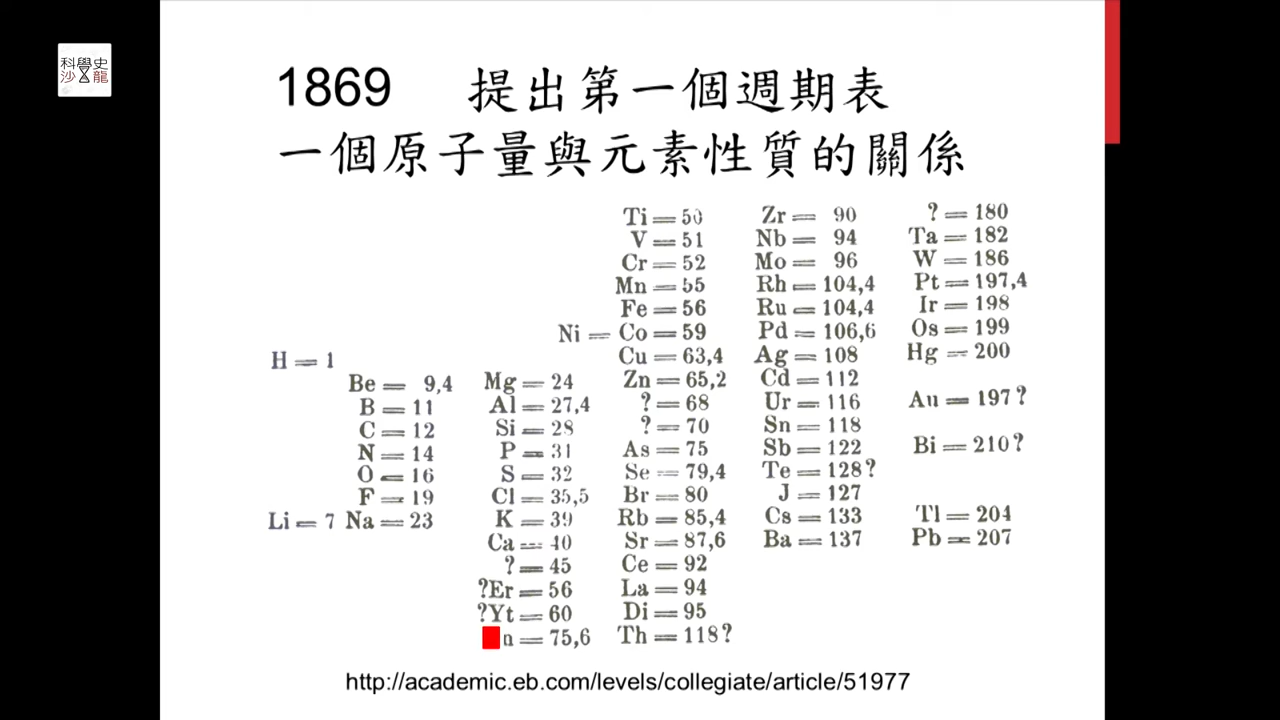 科學史
沙龍
1869 提出第一個週期表
一個原子量與元素性質的關係
Ti = 50 Zr = 90 ? = 180
V = 51 Nb = 94 Ta = 182
Cr = 52 Mo = 96 W = 186
Mn = 55 Rh = 104,4 Pt = 197,4
Fe = 56 Ru = 104,4 Ir = 198
Ni = Co = 59 Pd = 106,6 Os = 199
H = 1 Cu = 63,4 Ag = 108 Hg = 200
Be = 9,4 Mg = 24 Zn = 65,2 Cd = 112
B = 11 Al = 27,4 ? = 68 Ur = 116 Au = 197?
C = 12 Si = 28 ? = 70 Sn = 118
N = 14 P = 31 As = 75 Sb = 122 Bi = 210?
O = 16 S = 32 Se = 79,4 Te = 128?
F = 19 Cl = 35,5 Br = 80 J = 127
Li = 7 Na = 23 K = 39 Rb = 85,4 Cs = 133 Tl = 204
Ca = 40 Sr = 87,6 Ba = 137 Pb = 207
? = 45 Ce = 92
?Er = 56 La = 94
?Yt = 60 Di = 95
n = 75,6 Th = 118?
http://academic.eb.com/levels/collegiate/article/51977